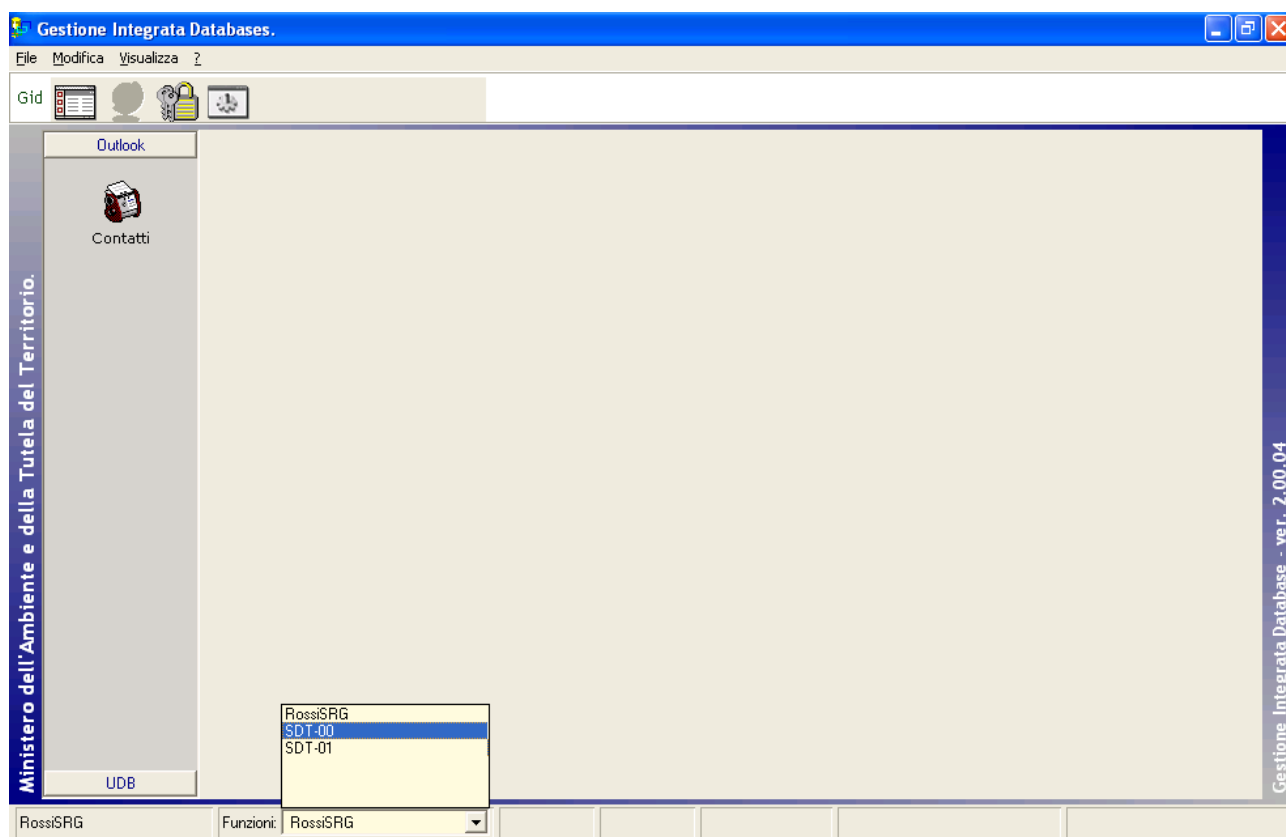 Gestione Integrata Databases.
File Modifica Visualizza ?
Gid
Outlook
Contatti
Ministero dell'Ambiente e della Tutela del Territorio.
Gestione Integrata Database - ver. 2.00.04
RossiSRG
SDT-00
SDT-01
UDB
RossiSRG Funzioni: RossiSRG